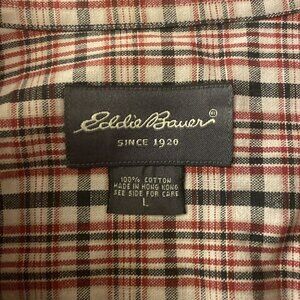 Eddie Bauer®
SINCE 1920
100% COTTON
MADE IN HONG KONG
SEE SIDE FOR CARE
L